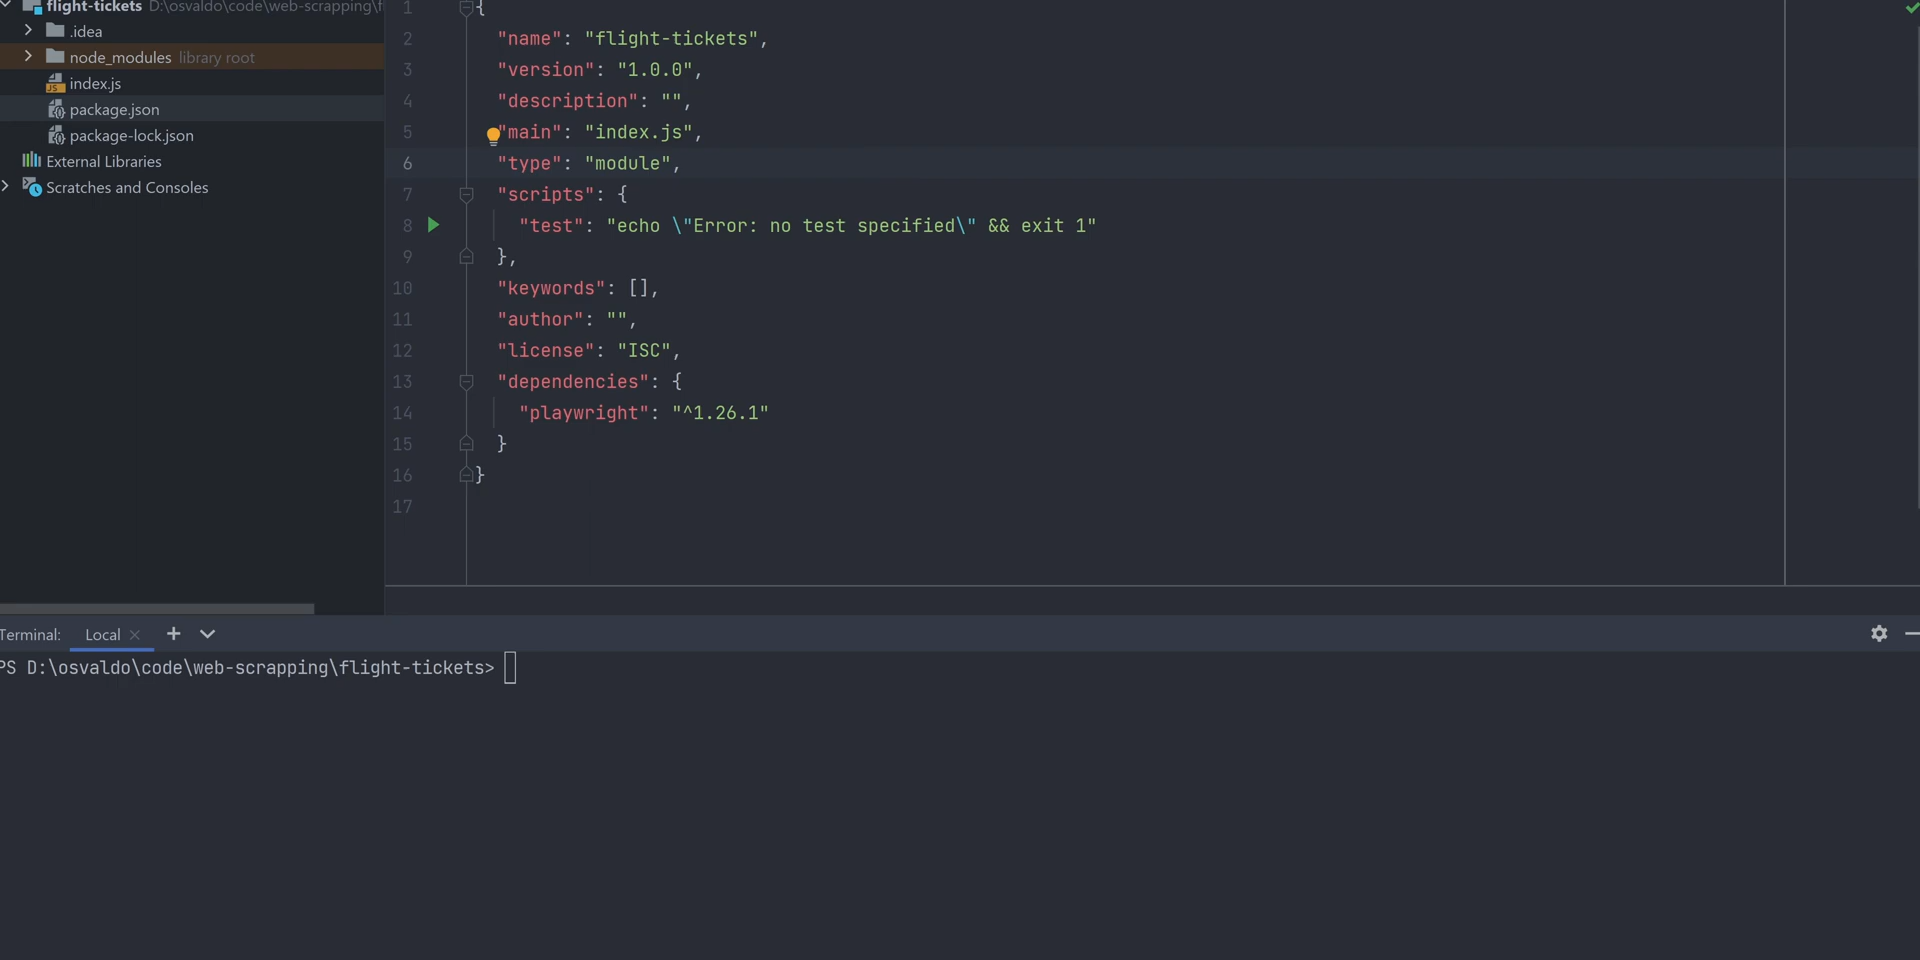 flight-tickets D:\osvaldo\code\web-scrapping\fl
.idea
node_modules library root
index.js
package.json
package-lock.json
External Libraries
Scratches and Consoles
1 {
2 "name": "flight-tickets",
3 "version": "1.0.0",
4 "description": "",
5 "main": "index.js",
6 "type": "module",
7 "scripts": {
8 "test": "echo \"Error: no test specified\" && exit 1"
9 },
10 "keywords": [],
11 "author": "",
12 "license": "ISC",
13 "dependencies": {
14 "playwright": "^1.26.1"
15 }
16 }
17
Terminal: Local
PS D:\osvaldo\code\web-scrapping\flight-tickets>